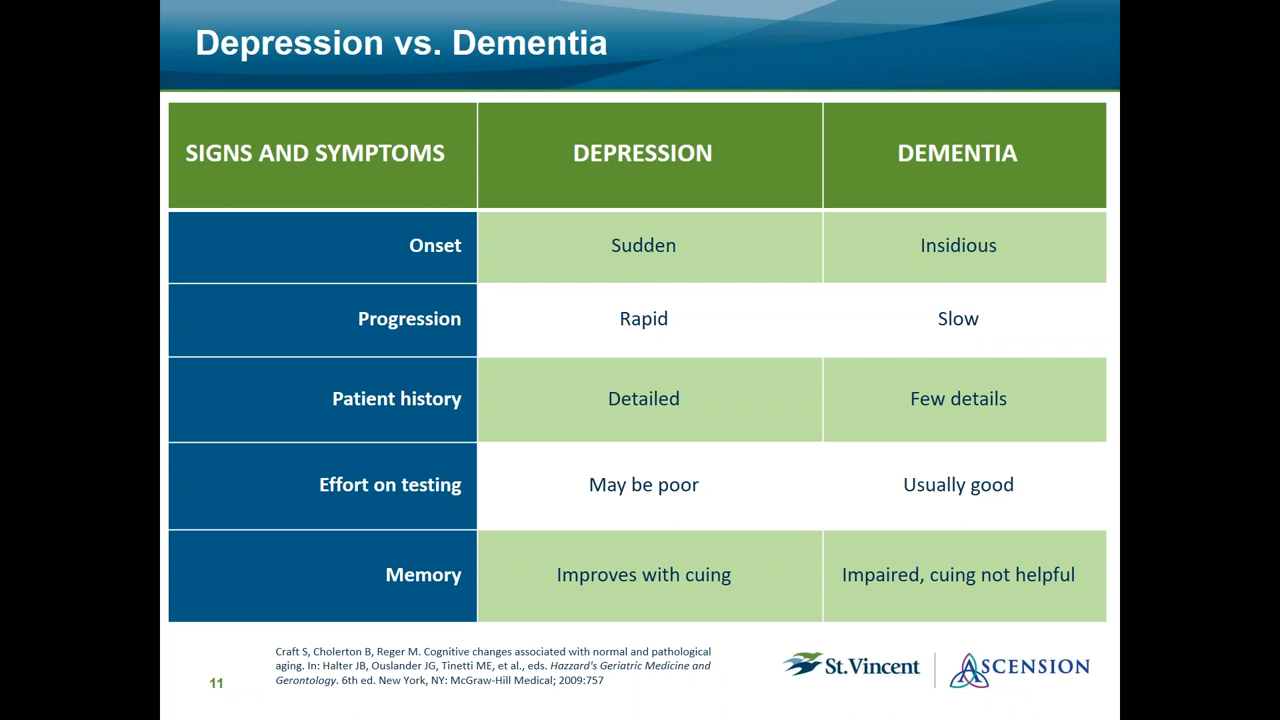 Depression vs. Dementia
SIGNS AND SYMPTOMS DEPRESSION DEMENTIA
Onset Sudden Insidious
Progression Rapid Slow
Patient history Detailed Few details
Effort on testing May be poor Usually good
Memory Improves with cuing Impaired, cuing not helpful
Craft S, Cholerton B, Reger M. Cognitive changes associated with normal and pathological
aging. In: Halter JB, Ouslander JG, Tinetti ME, et al., eds. Hazzard's Geriatric Medicine and
Gerontology. 6th ed. New York, NY: McGraw-Hill Medical; 2009:757
11
St.Vincent
ASCENSION